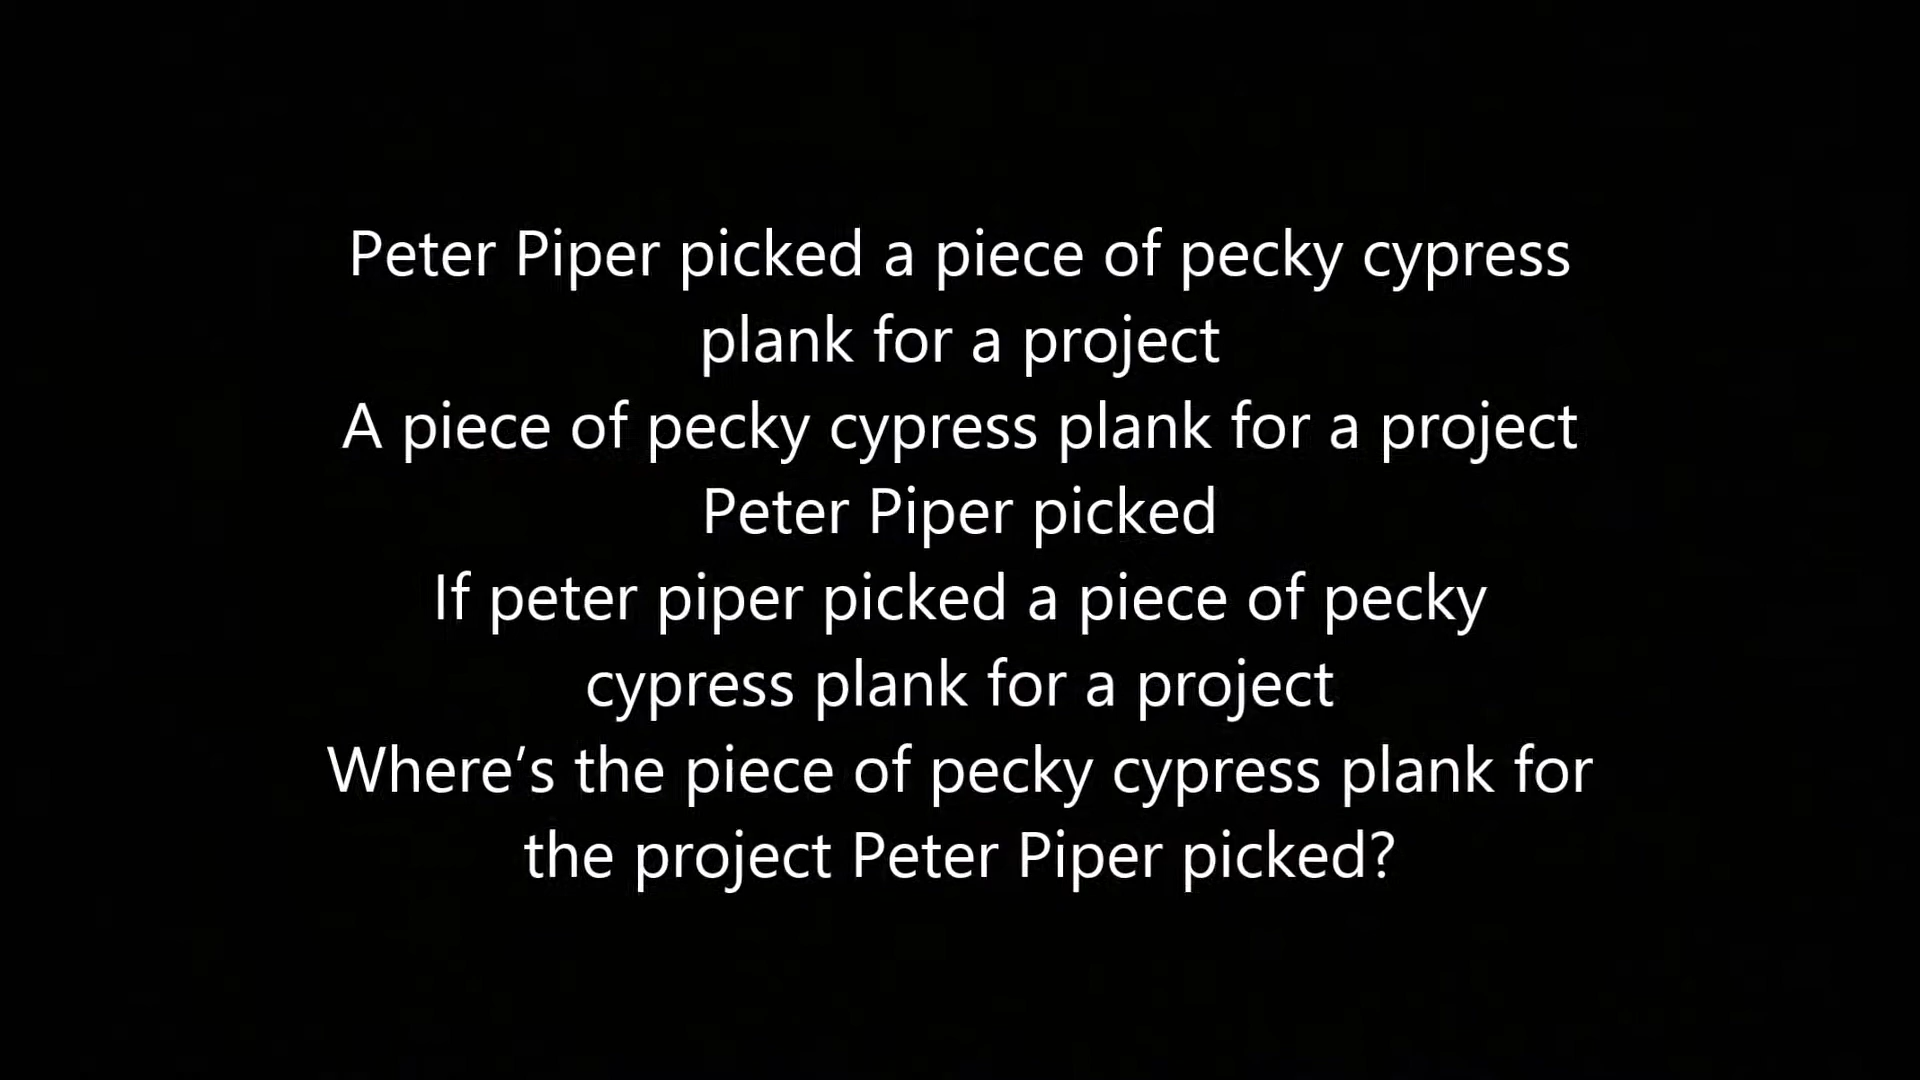 Peter Piper picked a piece of pecky cypress
plank for a project
A piece of pecky cypress plank for a project
Peter Piper picked
If peter piper picked a piece of pecky
cypress plank for a project
Where’s the piece of pecky cypress plank for
the project Peter Piper picked?